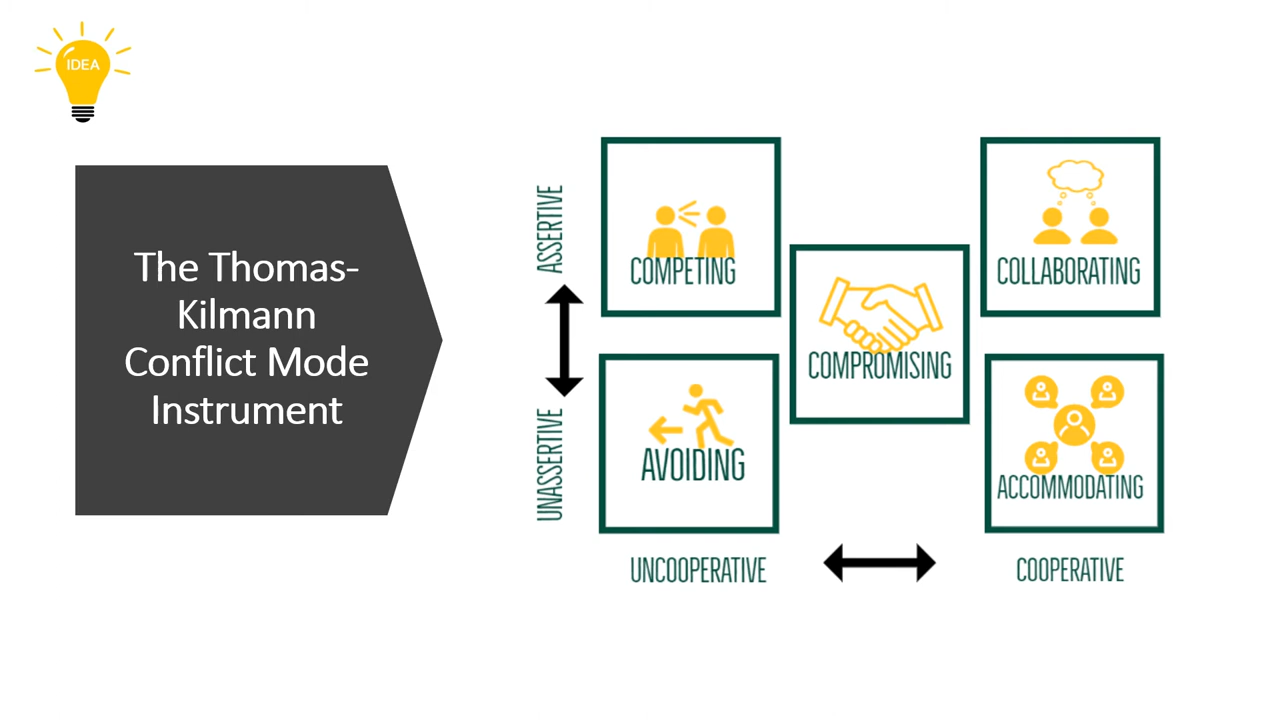 IDEA
The Thomas-
Kilmann
Conflict Mode
Instrument
ASSERTIVE
UNASSERTIVE
COMPETING
COLLABORATING
COMPROMISING
AVOIDING
ACCOMMODATING
UNCOOPERATIVE
COOPERATIVE